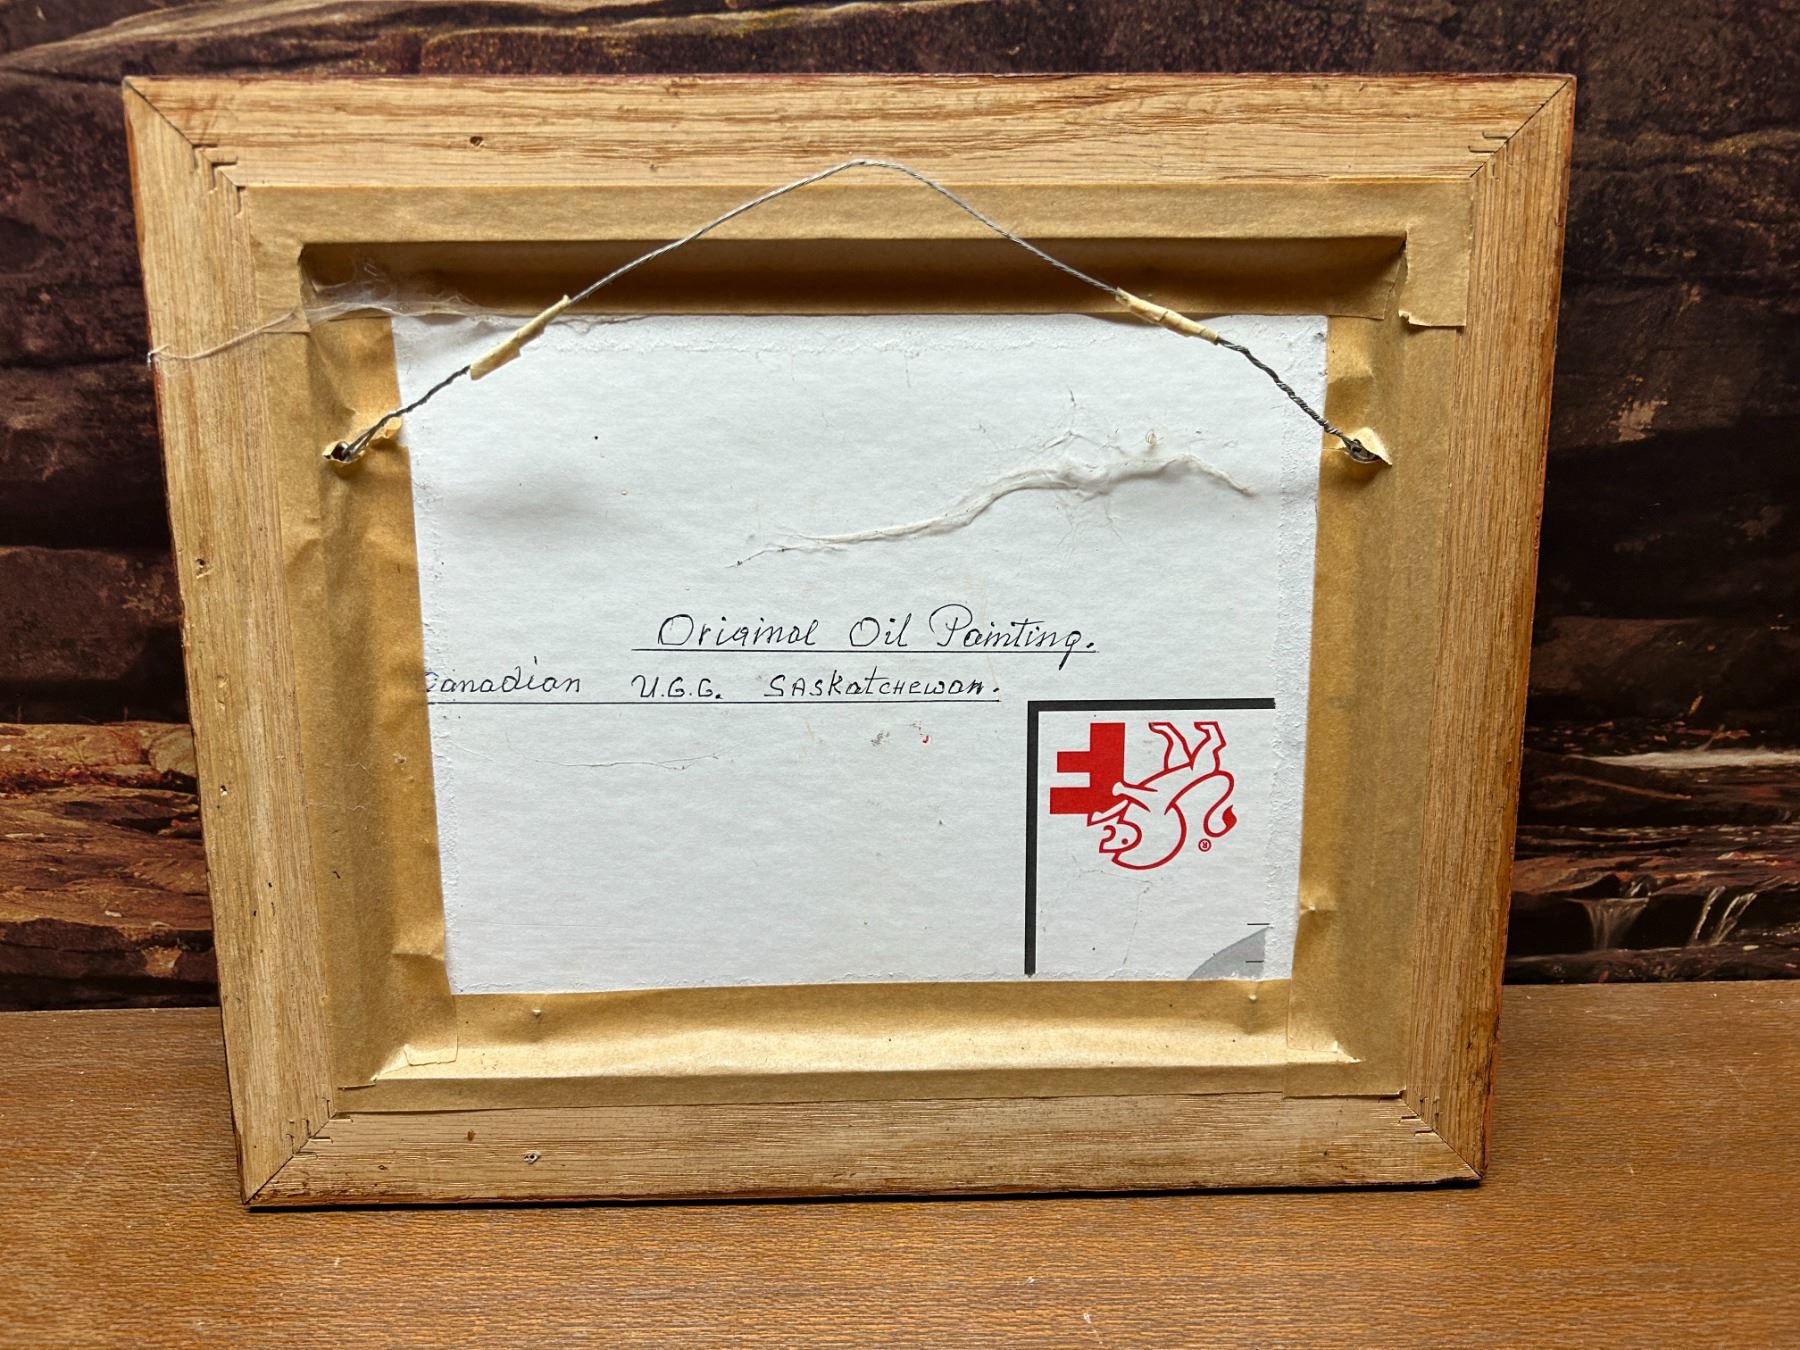 Original Oil Painting.
Canadian U.G.G. SASKatCHEwan.
®